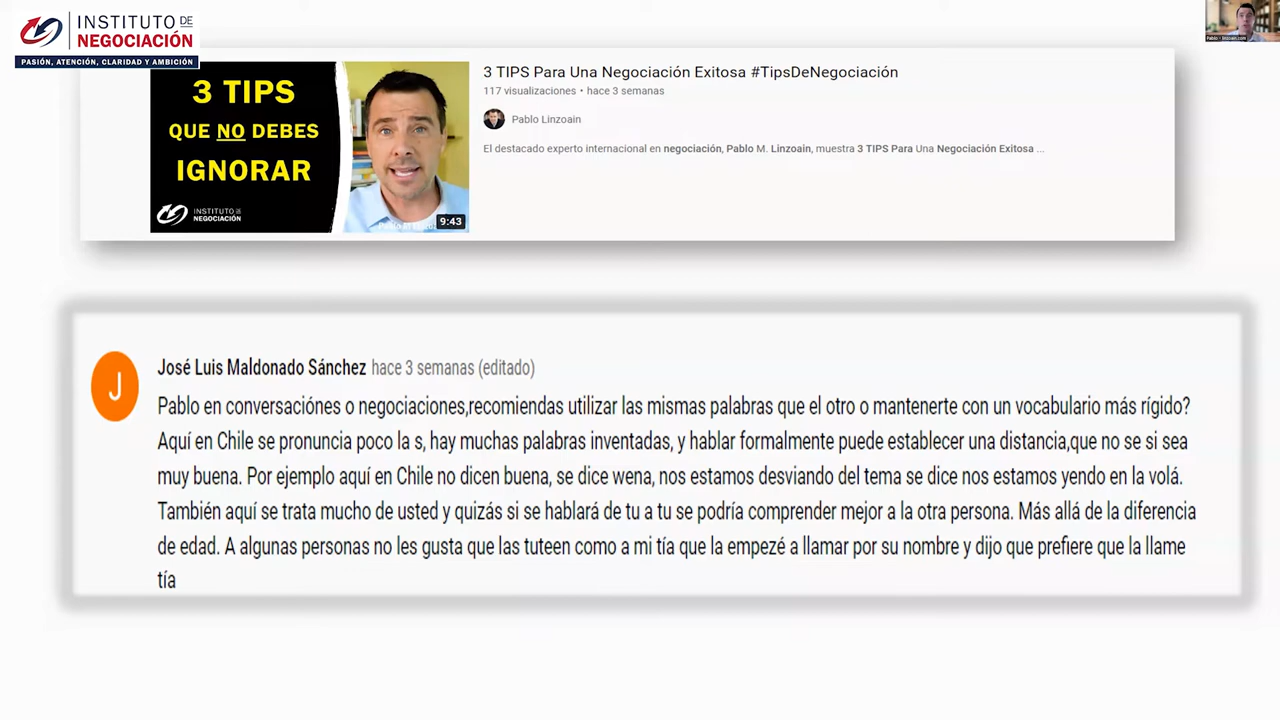 INSTITUTO DE
NEGOCIACIÓN
PASIÓN, ATENCIÓN, CLARIDAD Y AMBICIÓN
Pablo - linzoain.com
3 TIPS
QUE NO DEBES
IGNORAR
INSTITUTO DE
NEGOCIACIÓN
9:43
3 TIPS Para Una Negociación Exitosa #TipsDeNegociación
117 visualizaciones • hace 3 semanas
Pablo Linzoain
El destacado experto internacional en negociación, Pablo M. Linzoain, muestra 3 TIPS Para Una Negociación Exitosa ...
J
José Luis Maldonado Sánchez hace 3 semanas (editado)
Pablo en conversaciónes o negociaciones,recomiendas utilizar las mismas palabras que el otro o mantenerte con un vocabulario más rígido?
Aquí en Chile se pronuncia poco la s, hay muchas palabras inventadas, y hablar formalmente puede establecer una distancia,que no se si sea
muy buena. Por ejemplo aquí en Chile no dicen buena, se dice wena, nos estamos desviando del tema se dice nos estamos yendo en la volá.
También aquí se trata mucho de usted y quizás si se hablará de tu a tu se podría comprender mejor a la otra persona. Más allá de la diferencia
de edad. A algunas personas no les gusta que las tuteen como a mi tía que la empezé a llamar por su nombre y dijo que prefiere que la llame
tía